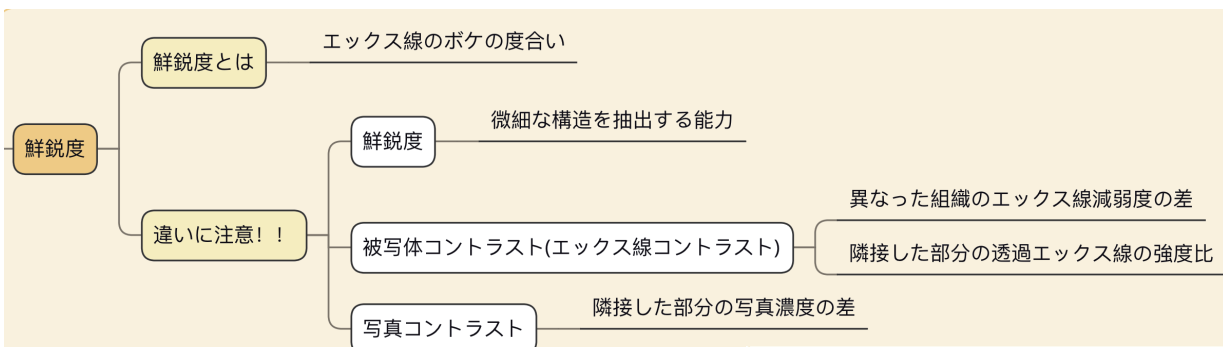 鮮鋭度
鮮鋭度とは
エックス線のボケの度合い
違いに注意！！
鮮鋭度
微細な構造を抽出する能力
被写体コントラスト(エックス線コントラスト)
異なった組織のエックス線減弱度の差
隣接した部分の透過エックス線の強度比
写真コントラスト
隣接した部分の写真濃度の差